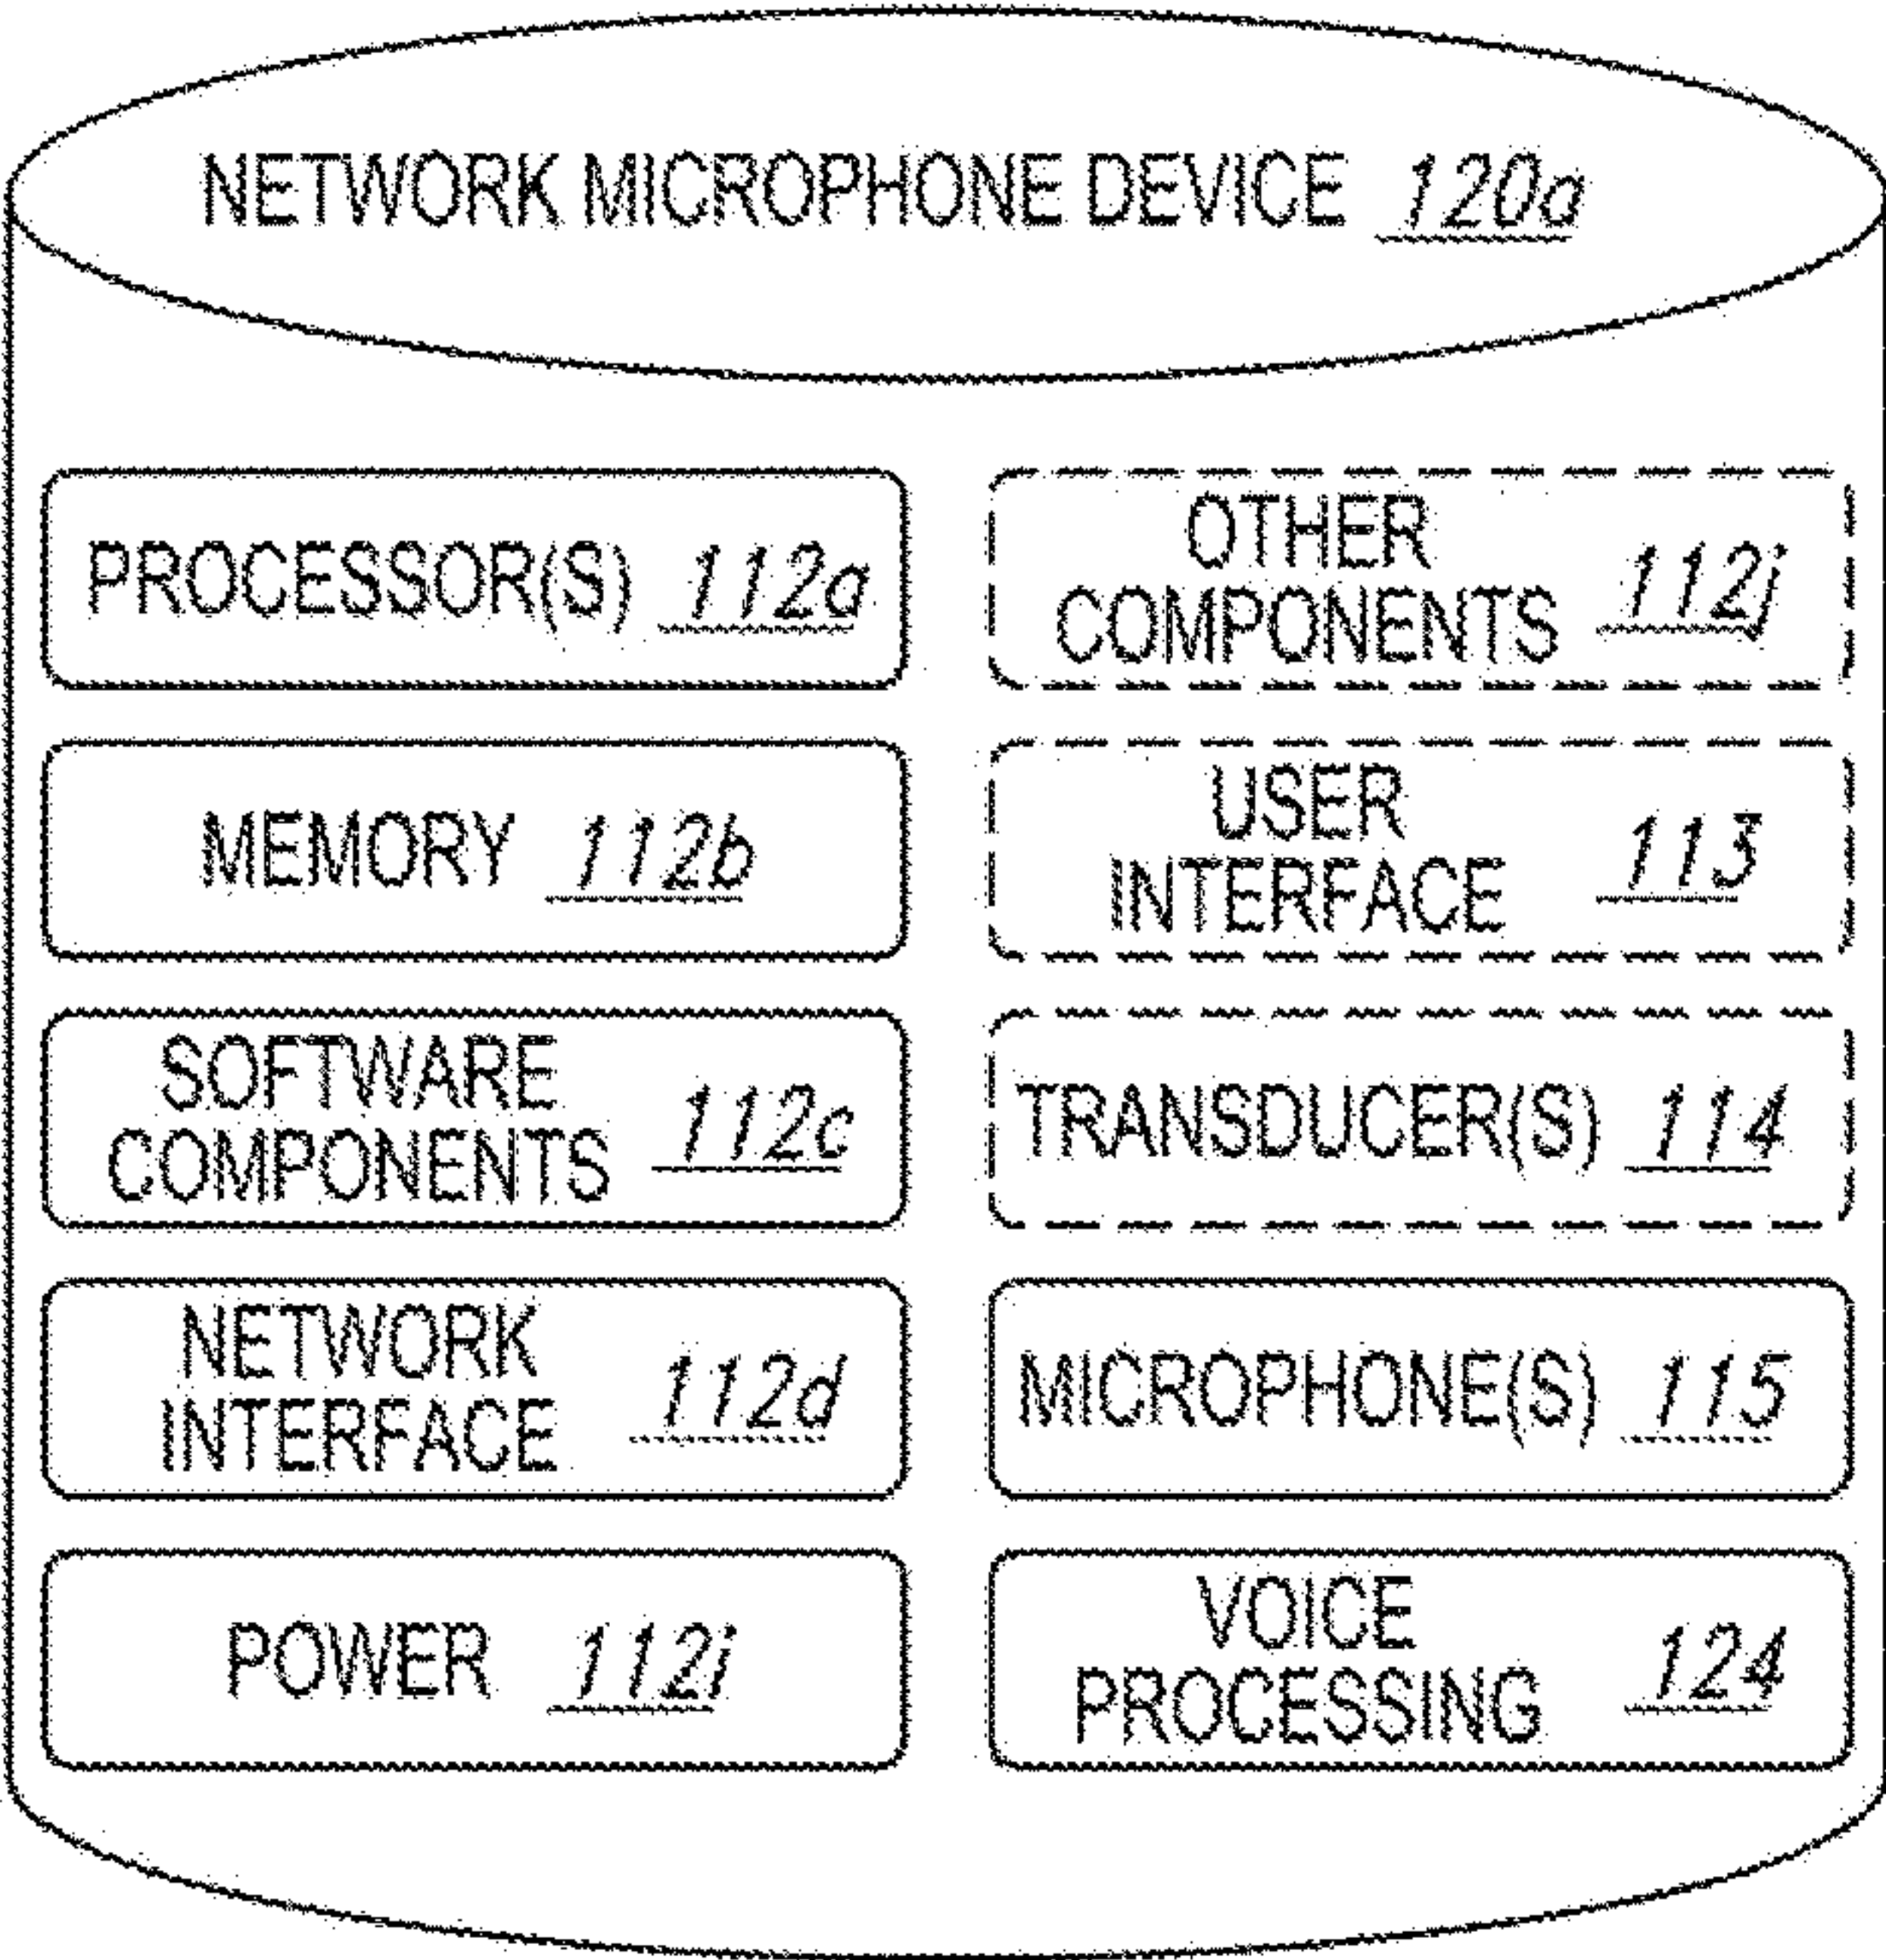 NETWORK MICROPHONE DEVICE 120a
PROCESSOR(S) 112a
MEMORY 112b
SOFTWARE
COMPONENTS 112c
NETWORK
INTERFACE 112d
POWER 112i
OTHER
COMPONENTS 112j
USER
INTERFACE 113
TRANSDUCER(S) 114
MICROPHONE(S) 115
VOICE
PROCESSING 124